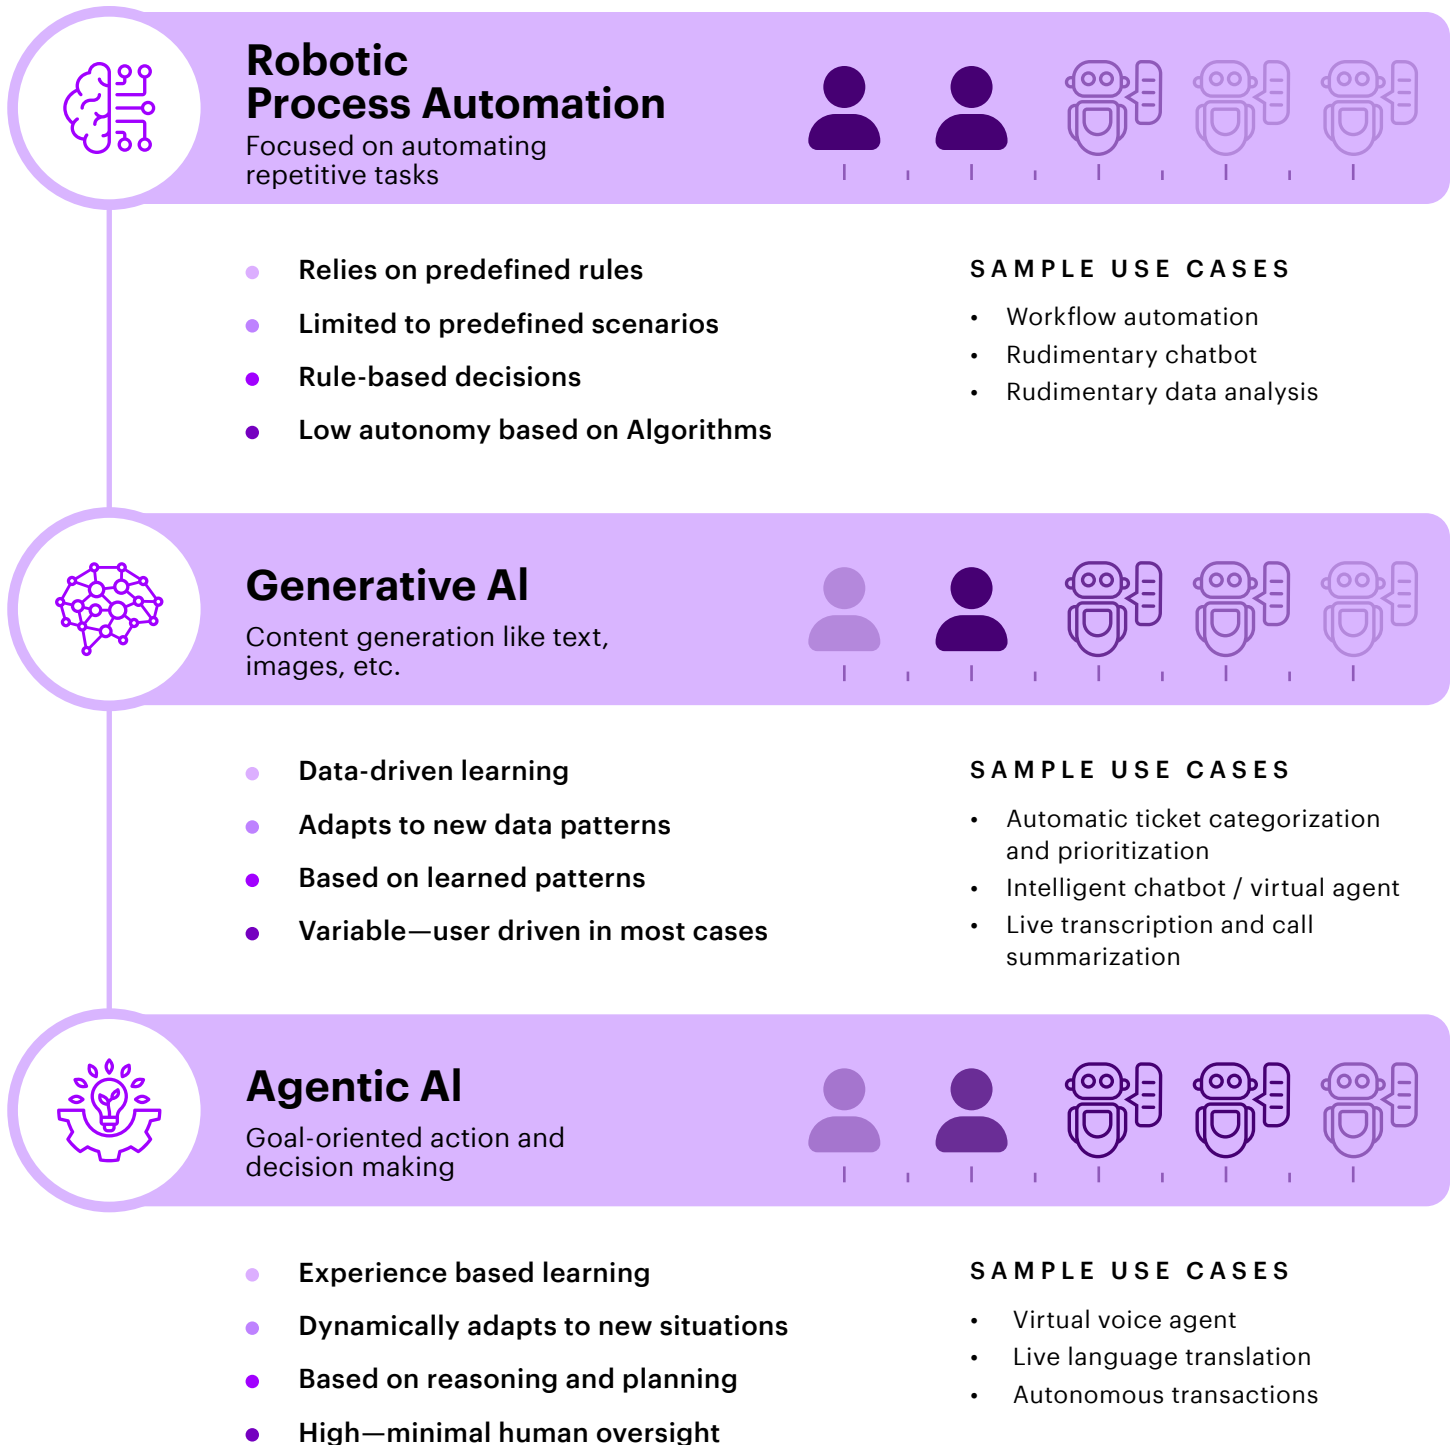 Robotic
Process Automation
Focused on automating
repetitive tasks
Relies on predefined rules
Limited to predefined scenarios
Rule-based decisions
Low autonomy based on Algorithms
SAMPLE USE CASES
• Workflow automation
• Rudimentary chatbot
• Rudimentary data analysis
Generative AI
Content generation like text,
images, etc.
Data-driven learning
Adapts to new data patterns
Based on learned patterns
Variable—user driven in most cases
SAMPLE USE CASES
• Automatic ticket categorization
and prioritization
• Intelligent chatbot / virtual agent
• Live transcription and call
summarization
Agentic AI
Goal-oriented action and
decision making
Experience based learning
Dynamically adapts to new situations
Based on reasoning and planning
High—minimal human oversight
SAMPLE USE CASES
• Virtual voice agent
• Live language translation
• Autonomous transactions